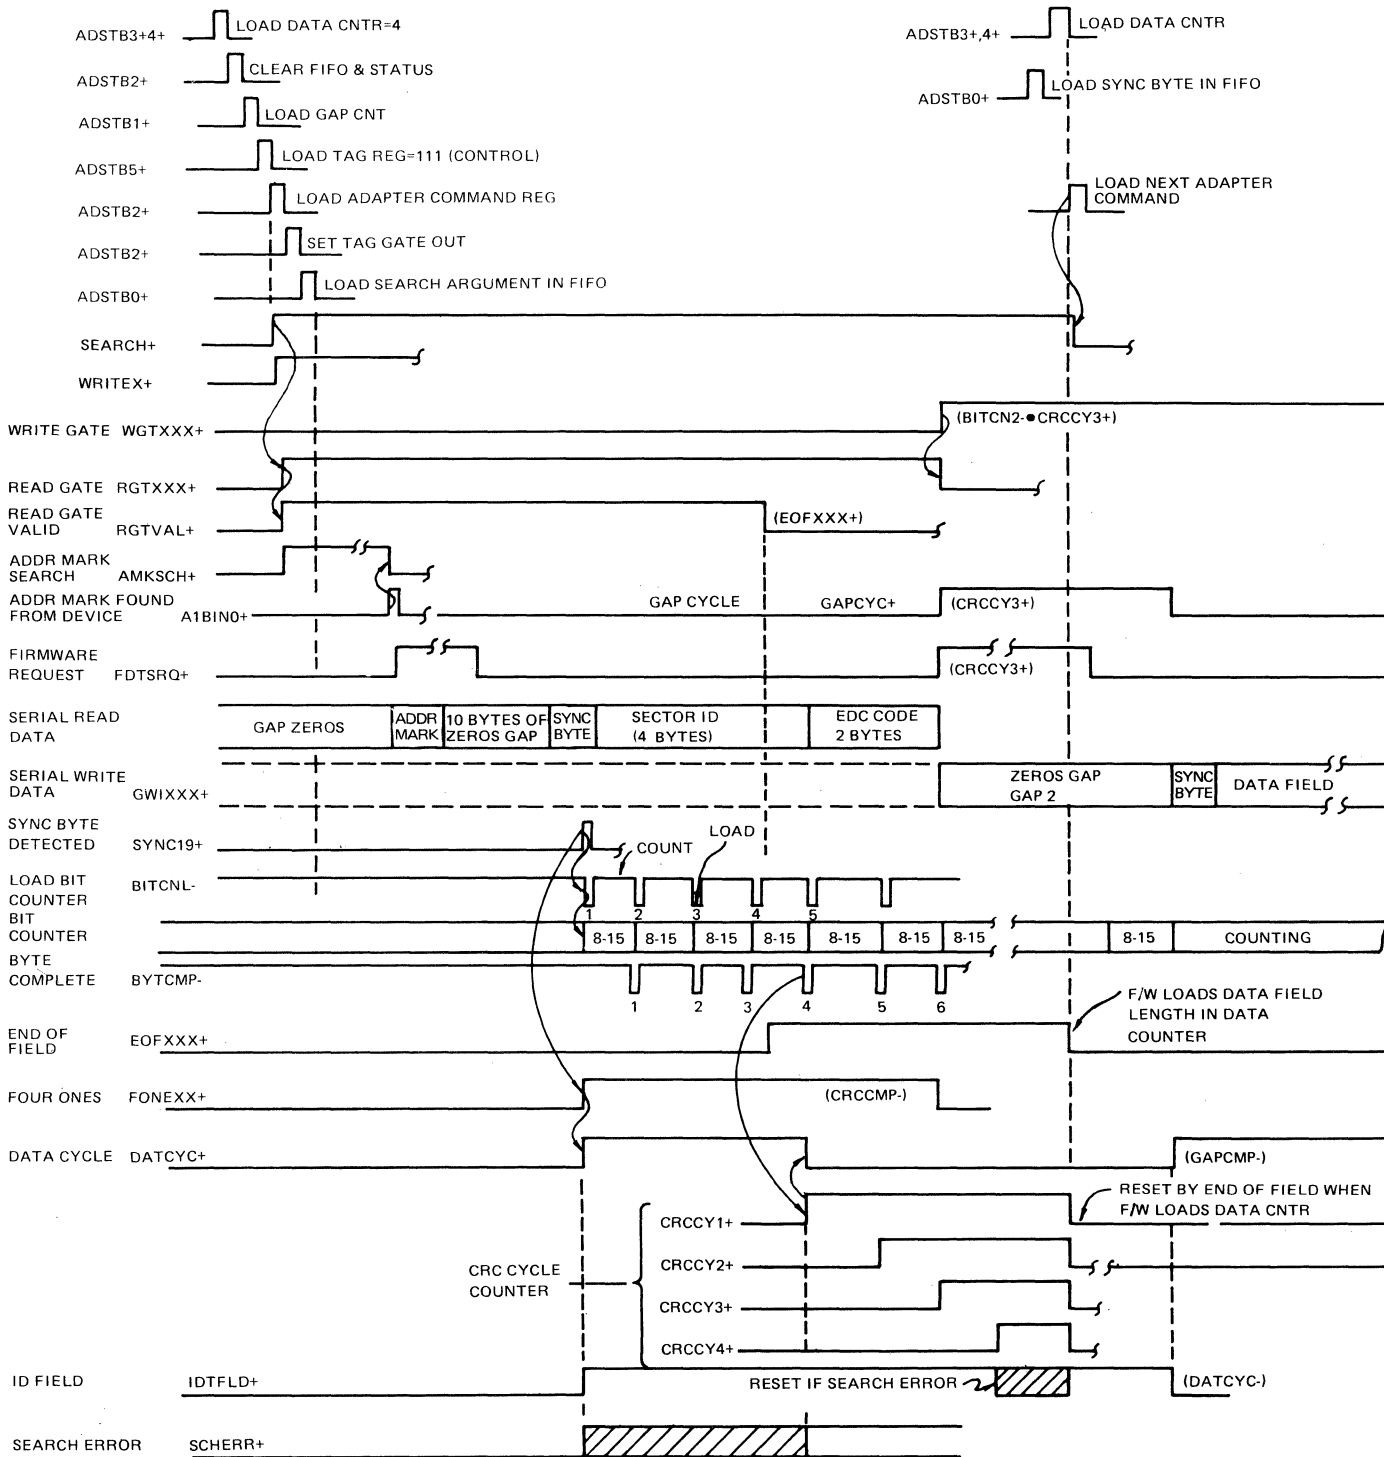 ADSTB3+4+ LOAD DATA CNTR=4
ADSTB3+,4+ LOAD DATA CNTR
ADSTB2+ CLEAR FIFO & STATUS
ADSTB0+ LOAD SYNC BYTE IN FIFO
ADSTB1+ LOAD GAP CNT
ADSTB5+ LOAD TAG REG=111 (CONTROL)
ADSTB2+ LOAD ADAPTER COMMAND REG
LOAD NEXT ADAPTER
COMMAND
ADSTB2+ SET TAG GATE OUT
ADSTB0+ LOAD SEARCH ARGUMENT IN FIFO
SEARCH+
WRITEX+
WRITE GATE WGTXXX+ (BITCN2-●CRCCY3+)
READ GATE RGTXXX+
READ GATE
VALID RGTVAL+ (EOFXXX+)
ADDR MARK
SEARCH AMKSCH+
ADDR MARK FOUND
FROM DEVICE A1BIN0+ GAP CYCLE GAPCYC+ (CRCCY3+)
FIRMWARE
REQUEST FDTSRQ+ (CRCCY3+)
SERIAL READ
DATA
GAP ZEROS
ADDR
MARK
10 BYTES OF
ZEROS GAP
SYNC
BYTE
SECTOR ID
(4 BYTES)
EDC CODE
2 BYTES
SERIAL WRITE
DATA GWIXXX+
ZEROS GAP
GAP 2
SYNC
BYTE
DATA FIELD
SYNC BYTE
DETECTED SYNC19+
LOAD
COUNT
LOAD BIT
COUNTER BITCNL-
1 2 3 4 5
BIT
COUNTER 8-15 8-15 8-15 8-15 8-15 8-15 8-15 8-15 COUNTING
BYTE
COMPLETE BYTCMP-
1 2 3 4 5 6
F/W LOADS DATA FIELD
LENGTH IN DATA
COUNTER
END OF
FIELD EOFXXX+
FOUR ONES FONEXX+ (CRCCMP-)
DATA CYCLE DATCYC+ (GAPCMP-)
RESET BY END OF FIELD WHEN
F/W LOADS DATA CNTR
CRC CYCLE
COUNTER
CRCCY1+
CRCCY2+
CRCCY3+
CRCCY4+
ID FIELD IDTFLD+ RESET IF SEARCH ERROR (DATCYC-)
SEARCH ERROR SCHERR+